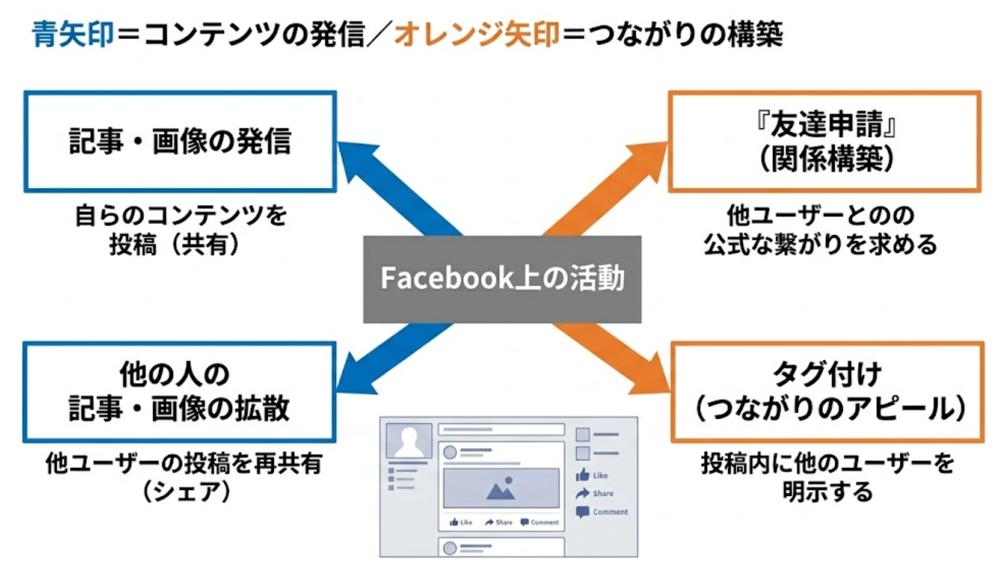 青矢印＝コンテンツの発信／オレンジ矢印＝つながりの構築
記事・画像の発信
自らのコンテンツを
投稿（共有）
『友達申請』
（関係構築）
他ユーザーとのの
公式な繋がりを求める
Facebook上の活動
他の人の
記事・画像の拡散
他ユーザーの投稿を再共有
（シェア）
タグ付け
（つながりのアピール）
投稿内に他のユーザーを
明示する
Like
Share
Comment
Like Share Comment